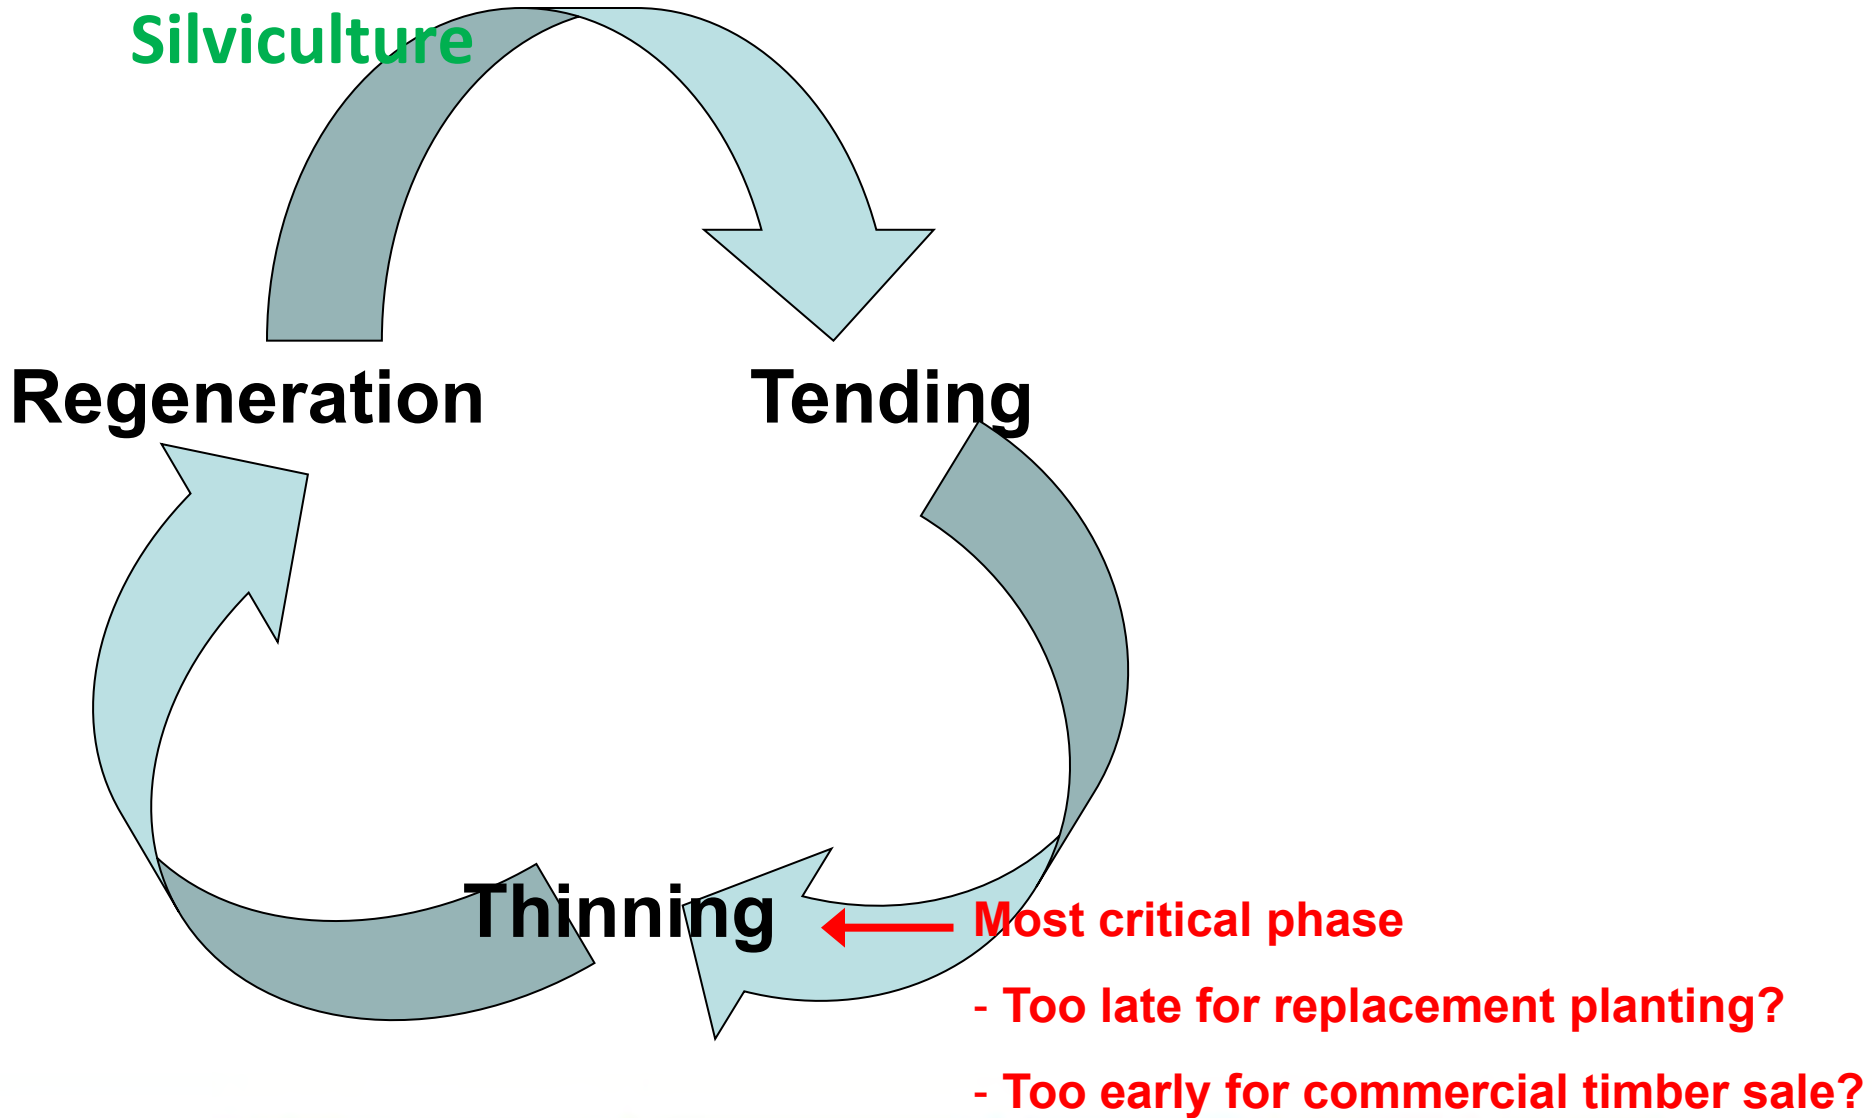 Silviculture
Regeneration
Tending
Thinning
Most critical phase
- Too late for replacement planting?
- Too early for commercial timber sale?